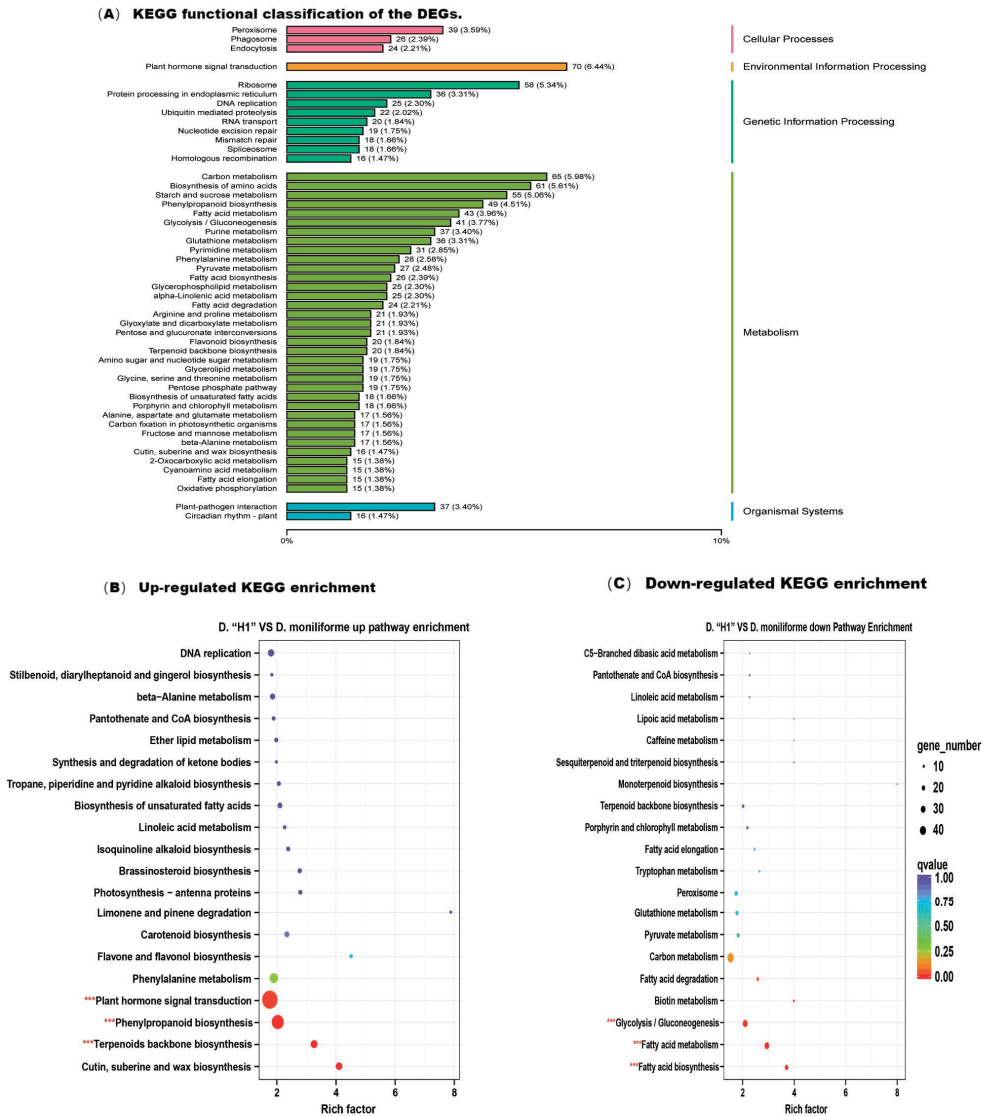 (A) KEGG functional classification of the DEGs.
Peroxisome 39 (3.59%)
Phagosome 26 (2.39%)
Endocytosis 24 (2.21%)
Cellular Processes
Plant hormone signal transduction 70 (6.44%)
Environmental Information Processing
Ribosome 58 (5.34%)
Protein processing in endoplasmic reticulum 36 (3.31%)
DNA replication 25 (2.30%)
Ubiquitin mediated proteolysis 22 (2.02%)
RNA transport 20 (1.84%)
Nucleotide excision repair 19 (1.75%)
Mismatch repair 18 (1.66%)
Spliceosome 18 (1.66%)
Homologous recombination 16 (1.47%)
Genetic Information Processing
Carbon metabolism 65 (5.98%)
Biosynthesis of amino acids 61 (5.61%)
Starch and sucrose metabolism 55 (5.06%)
Phenylpropanoid biosynthesis 49 (4.51%)
Fatty acid metabolism 43 (3.96%)
Glycolysis / Gluconeogenesis 41 (3.77%)
Purine metabolism 37 (3.40%)
Glutathione metabolism 36 (3.31%)
Pyrimidine metabolism 31 (2.85%)
Phenylalanine metabolism 28 (2.58%)
Pyruvate metabolism 27 (2.48%)
Fatty acid biosynthesis 26 (2.39%)
Glycerophospholipid metabolism 25 (2.30%)
alpha-Linolenic acid metabolism 25 (2.30%)
Fatty acid degradation 24 (2.21%)
Arginine and proline metabolism 21 (1.93%)
Glyoxylate and dicarboxylate metabolism 21 (1.93%)
Pentose and glucuronate interconversions 21 (1.93%)
Flavonoid biosynthesis 20 (1.84%)
Terpenoid backbone biosynthesis 20 (1.84%)
Amino sugar and nucleotide sugar metabolism 19 (1.75%)
Glycerolipid metabolism 19 (1.75%)
Glycine, serine and threonine metabolism 19 (1.75%)
Pentose phosphate pathway 19 (1.75%)
Biosynthesis of unsaturated fatty acids 18 (1.66%)
Porphyrin and chlorophyll metabolism 18 (1.66%)
Alanine, aspartate and glutamate metabolism 17 (1.56%)
Carbon fixation in photosynthetic organisms 17 (1.56%)
Fructose and mannose metabolism 17 (1.56%)
beta-Alanine metabolism 17 (1.56%)
Cutin, suberine and wax biosynthesis 16 (1.47%)
2-Oxocarboxylic acid metabolism 15 (1.38%)
Cyanoamino acid metabolism 15 (1.38%)
Fatty acid elongation 15 (1.38%)
Oxidative phosphorylation 15 (1.38%)
Metabolism
Plant-pathogen interaction 37 (3.40%)
Circadian rhythm - plant 16 (1.47%)
Organismal Systems
0% 10%
(B) Up-regulated KEGG enrichment
D. "H1" VS D. moniliforme up pathway enrichment
DNA replication
Stilbenoid, diarylheptanoid and gingerol biosynthesis
beta-Alanine metabolism
Pantothenate and CoA biosynthesis
Ether lipid metabolism
Synthesis and degradation of ketone bodies
Tropane, piperidine and pyridine alkaloid biosynthesis
Biosynthesis of unsaturated fatty acids
Linoleic acid metabolism
Isoquinoline alkaloid biosynthesis
Brassinosteroid biosynthesis
Photosynthesis - antenna proteins
Limonene and pinene degradation
Carotenoid biosynthesis
Flavone and flavonol biosynthesis
Phenylalanine metabolism
***Plant hormone signal transduction
***Phenylpropanoid biosynthesis
***Terpenoids backbone biosynthesis
Cutin, suberine and wax biosynthesis
2 4 6 8
Rich factor
(C) Down-regulated KEGG enrichment
D. "H1" VS D. moniliforme down Pathway Enrichment
C5-Branched dibasic acid metabolism
Pantothenate and CoA biosynthesis
Linoleic acid metabolism
Lipoic acid metabolism
Caffeine metabolism
Sesquiterpenoid and triterpenoid biosynthesis
Monoterpenoid biosynthesis
Terpenoid backbone biosynthesis
Porphyrin and chlorophyll metabolism
Fatty acid elongation
Tryptophan metabolism
Peroxisome
Glutathione metabolism
Pyruvate metabolism
Carbon metabolism
Fatty acid degradation
Biotin metabolism
***Glycolysis / Gluconeogenesis
***Fatty acid metabolism
***Fatty acid biosynthesis
2 4 6 8
Rich factor
gene_number
10
20
30
40
qvalue
1.00
0.75
0.50
0.25
0.00